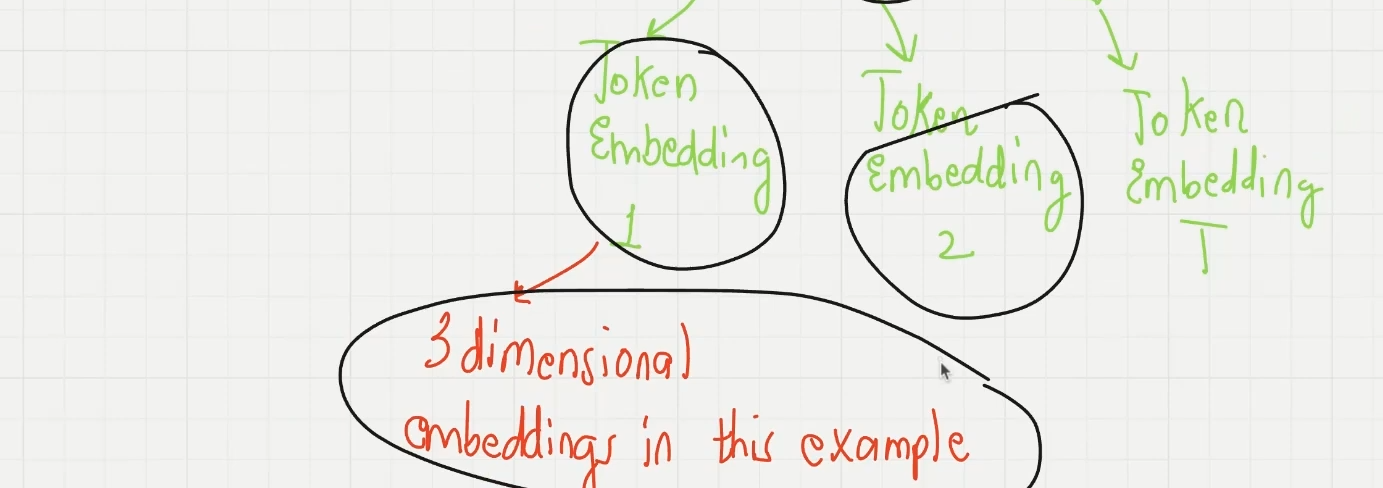 Token
Embedding
1
Token
Embedding
2
Token
Embedding
T
3 dimensional
embeddings in this example